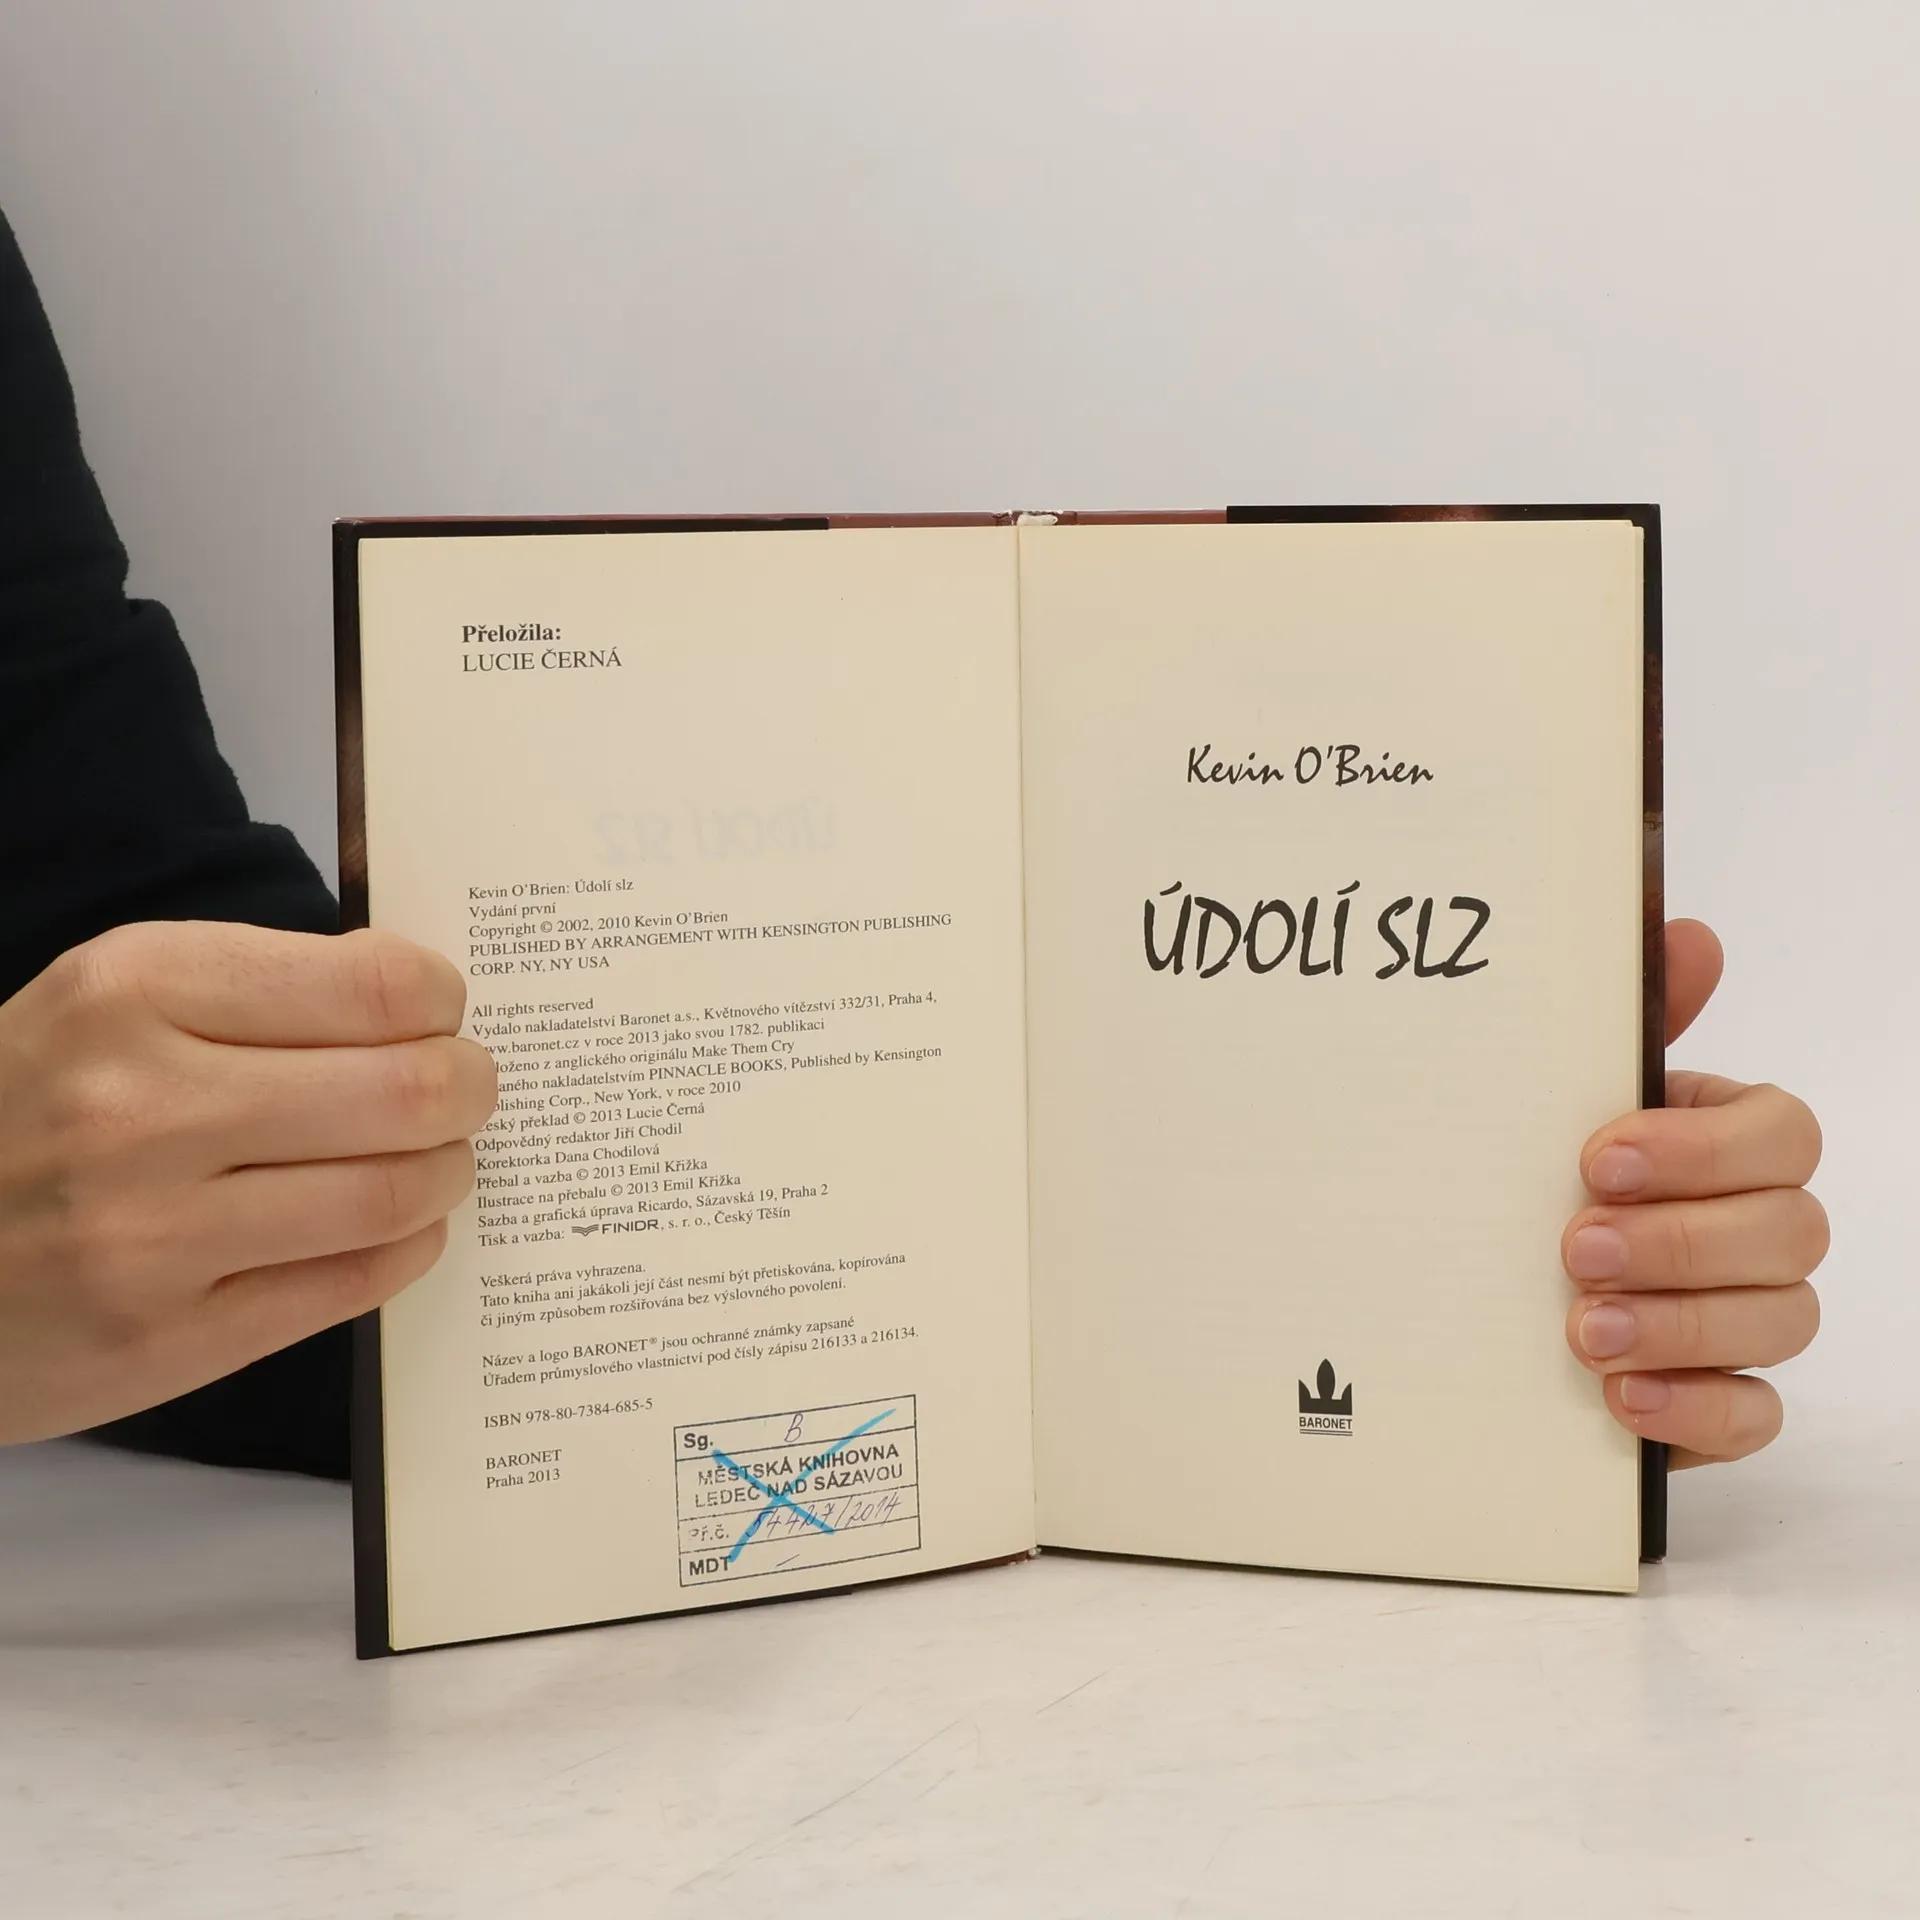 Přeložila:
LUCIE ČERNÁ
Kevin O'Brien: Údolí slz
Vydání první
Copyright © 2002, 2010 Kevin O'Brien
PUBLISHED BY ARRANGEMENT WITH KENSINGTON PUBLISHING
CORP. NY, NY USA
All rights reserved
Vydalo nakladatelství Baronet a.s., Květnového vítězství 332/31, Praha 4,
www.baronet.cz v roce 2013 jako svou 1782. publikaci
loženo z anglického originálu Make Them Cry
aného nakladatelstvím PINNACLE BOOKS, Published by Kensington
blishing Corp., New York, v roce 2010
Český překlad © 2013 Lucie Černá
Odpovědný redaktor Jiří Chodil
Korektorka Dana Chodilová
Přebal a vazba © 2013 Emil Křižka
Ilustrace na přebalu © 2013 Emil Křižka
Sazba a grafická úprava Ricardo, Sázavská 19, Praha 2
Tisk a vazba: FINIDR, s. r. o., Český Těšín
Veškerá práva vyhrazena.
Tato kniha ani jakákoli její část nesmí být přetiskována, kopírována
či jiným způsobem rozšiřována bez výslovného povolení.
Název a logo BARONET® jsou ochranné známky zapsané
Úřadem průmyslového vlastnictví pod čísly zápisu 216133 a 216134.
ISBN 978-80-7384-685-5
BARONET
Praha 2013
Sg. B
MĚSTSKÁ KNIHOVNA
LEDEČ NAD SÁZAVOU
Př.č. 54427/2014
MDT –
Kevin O'Brien
ÚDOLÍ SLZ
BARONET